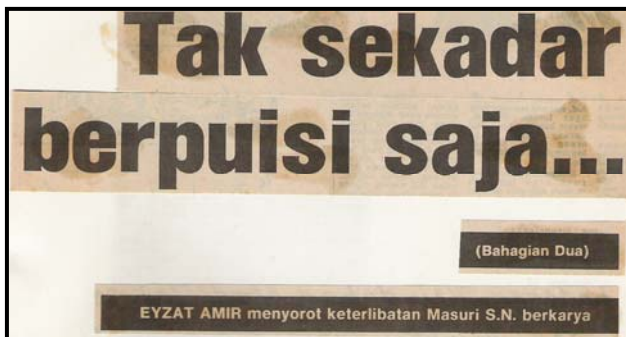 Tak sekadar
berpuisi saja...
(Bahagian Dua)
EYZAT AMIR menyorot keterlibatan Masuri S.N. berkarya